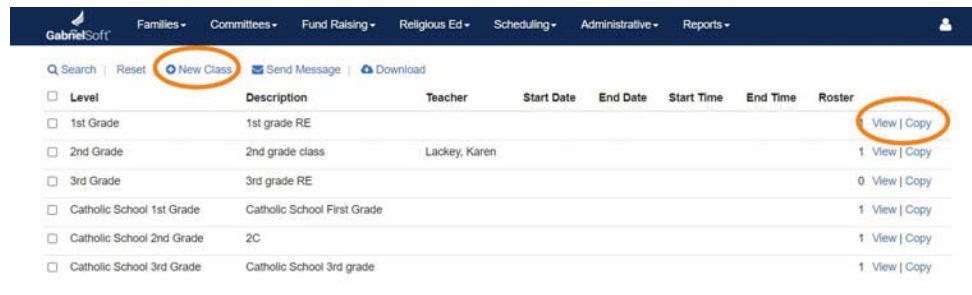 GabrielSoft Families Committees Fund Raising Religious Ed Scheduling Administrative Reports
Search | Reset New Class Send Message | Download
Level Description Teacher Start Date End Date Start Time End Time Roster
1st Grade 1st grade RE 1 View | Copy
2nd Grade 2nd grade class Lackey, Karen 1 View | Copy
3rd Grade 3rd grade RE 0 View | Copy
Catholic School 1st Grade Catholic School First Grade 1 View | Copy
Catholic School 2nd Grade 2C 1 View | Copy
Catholic School 3rd Grade Catholic School 3rd grade 1 View | Copy